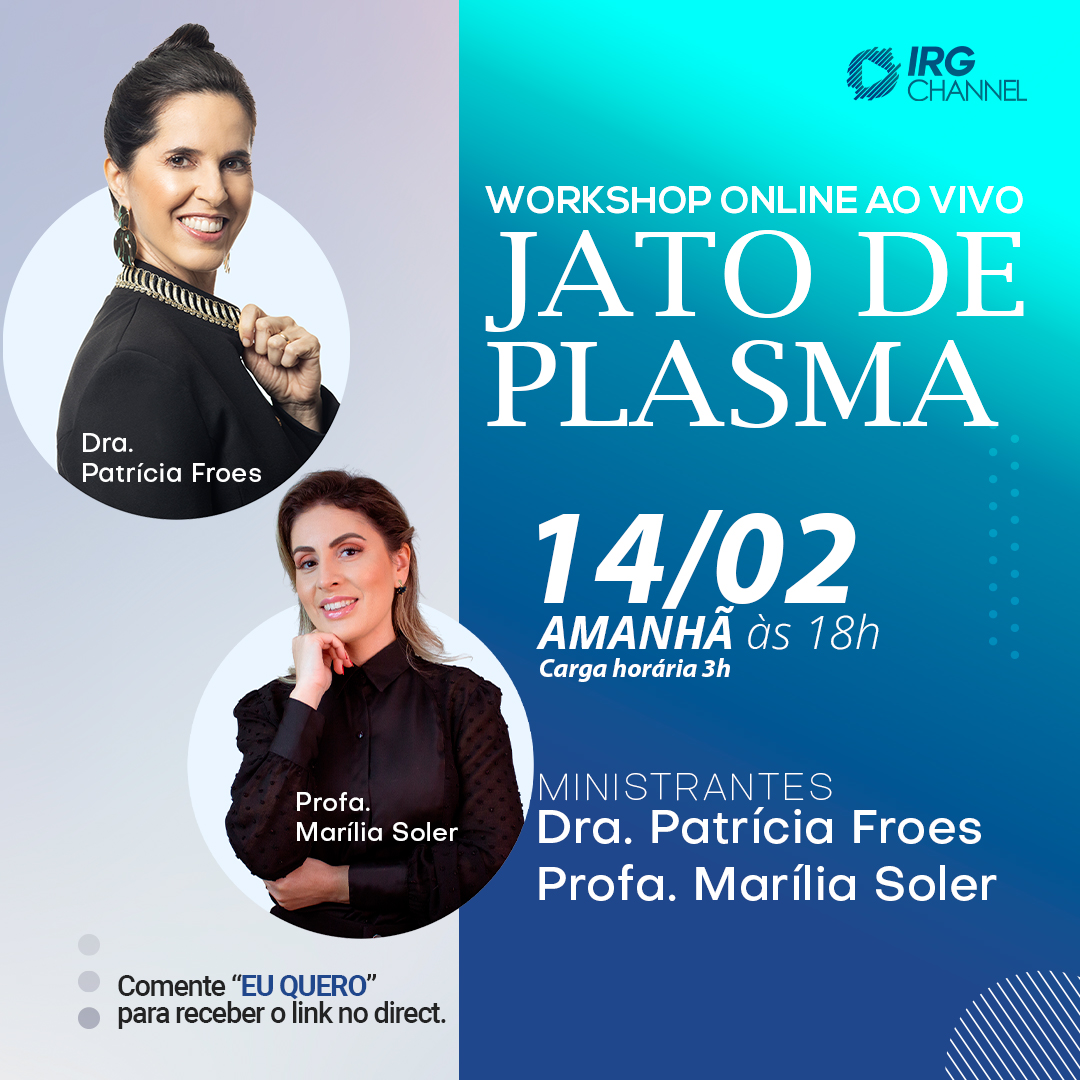 IRG
CHANNEL
WORKSHOP ONLINE AO VIVO
JATO DE
PLASMA
Dra.
Patrícia Froes
14/02
AMANHÃ às 18h
Carga horária 3h
Profa.
Marília Soler
MINISTRANTES
Dra. Patrícia Froes
Profa. Marília Soler
Comente “EU QUERO”
para receber o link no direct.